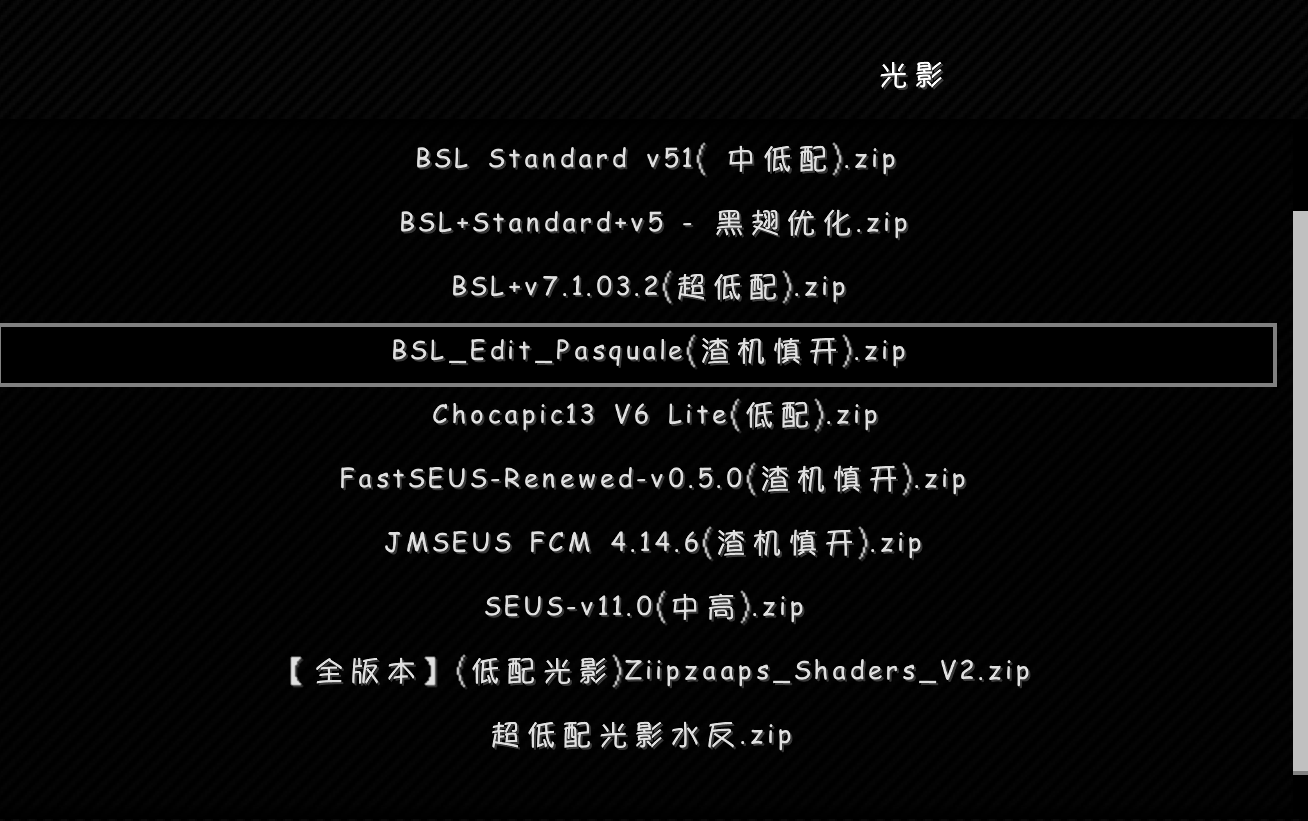 光影
BSL Standard v51( 中低配).zip
BSL+Standard+v5 - 黑翅优化.zip
BSL+v7.1.03.2(超低配).zip
BSL_Edit_Pasquale(渣机慎开).zip
Chocapic13 V6 Lite(低配).zip
FastSEUS-Renewed-v0.5.0(渣机慎开).zip
JMSEUS FCM 4.14.6(渣机慎开).zip
SEUS-v11.0(中高).zip
【全版本】(低配光影)Ziipzaaps_Shaders_V2.zip
超低配光影水反.zip